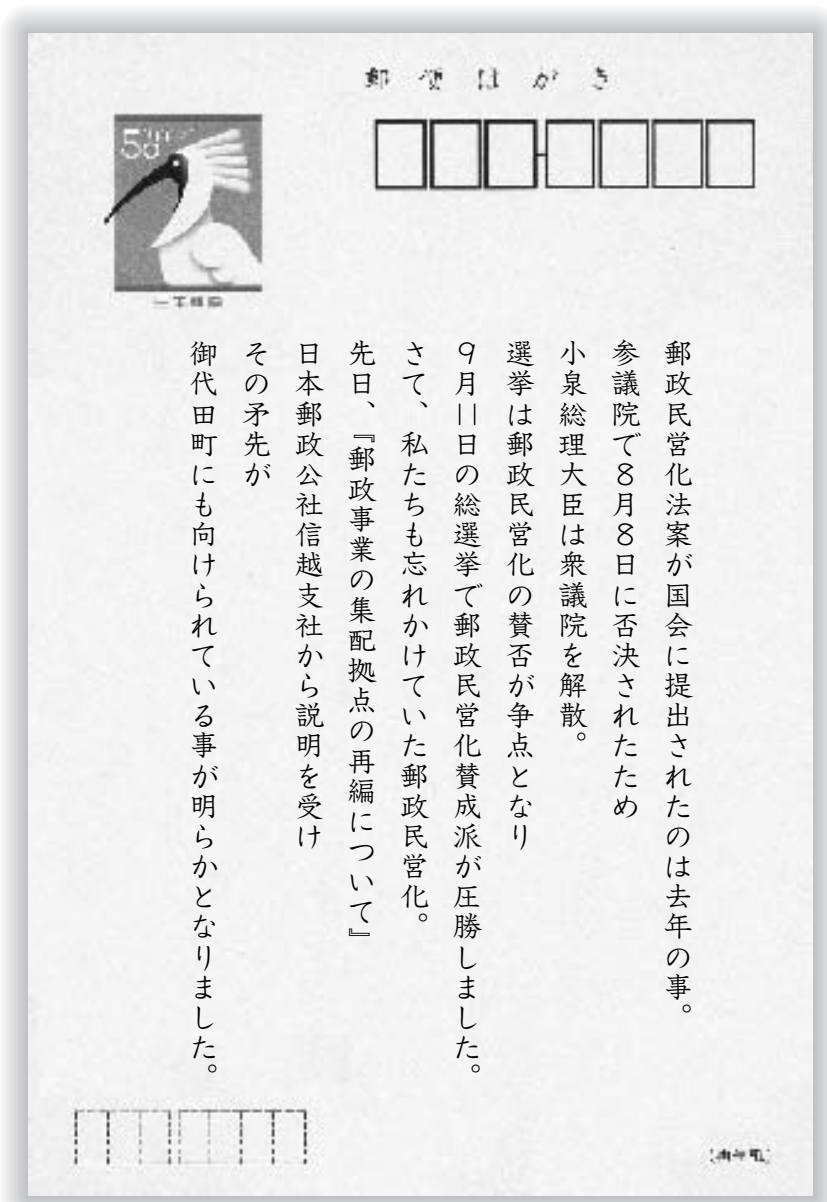 郵便はがき
50
郵政民営化法案が国会に提出されたのは去年の事。
参議院で8月8日に否決されたため
小泉総理大臣は衆議院を解散。
選挙は郵政民営化の賛否が争点となり
9月11日の総選挙で郵政民営化賛成派が圧勝しました。
さて、私たちも忘れかけていた郵政民営化。
先日、『郵政事業の集配拠点の再編について』
日本郵政公社信越支社から説明を受け
その矛先が
御代田町にも向けられている事が明らかとなりました。